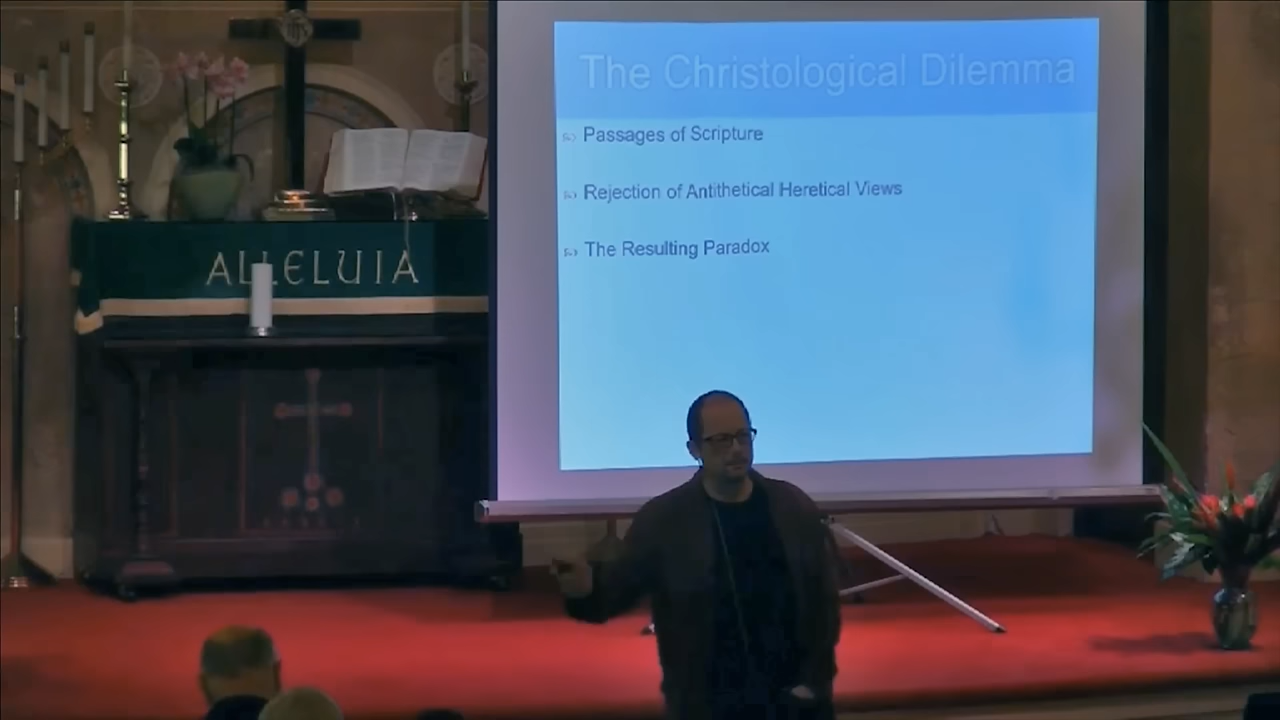 The Christological Dilemma
Passages of Scripture
Rejection of Antithetical Heretical Views
The Resulting Paradox
ALLELUIA